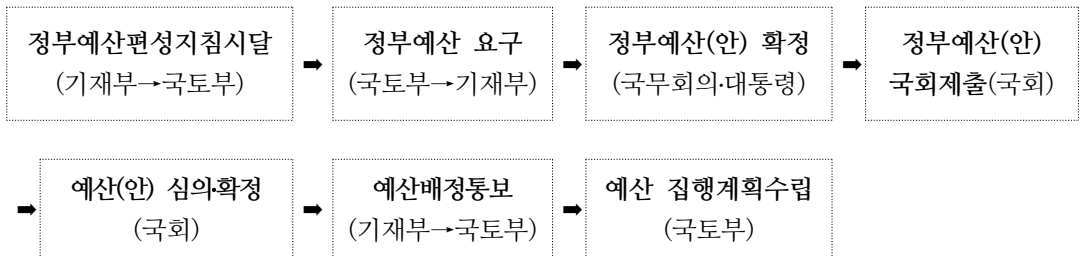 정부예산편성지침시달
(기재부→국토부)
➡
정부예산 요구
(국토부→기재부)
➡
정부예산(안) 확정
(국무회의·대통령)
➡
정부예산(안)
국회제출(국회)
➡
예산(안) 심의·확정
(국회)
➡
예산배정통보
(기재부→국토부)
➡
예산 집행계획수립
(국토부)